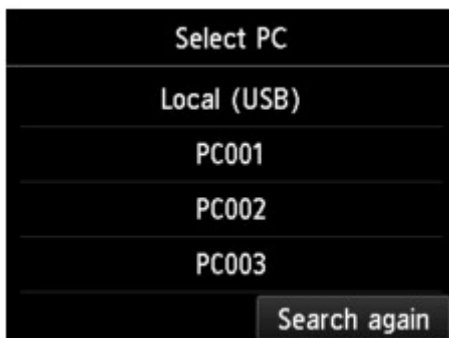 Select PC
Local (USB)
PC001
PC002
PC003
Search again